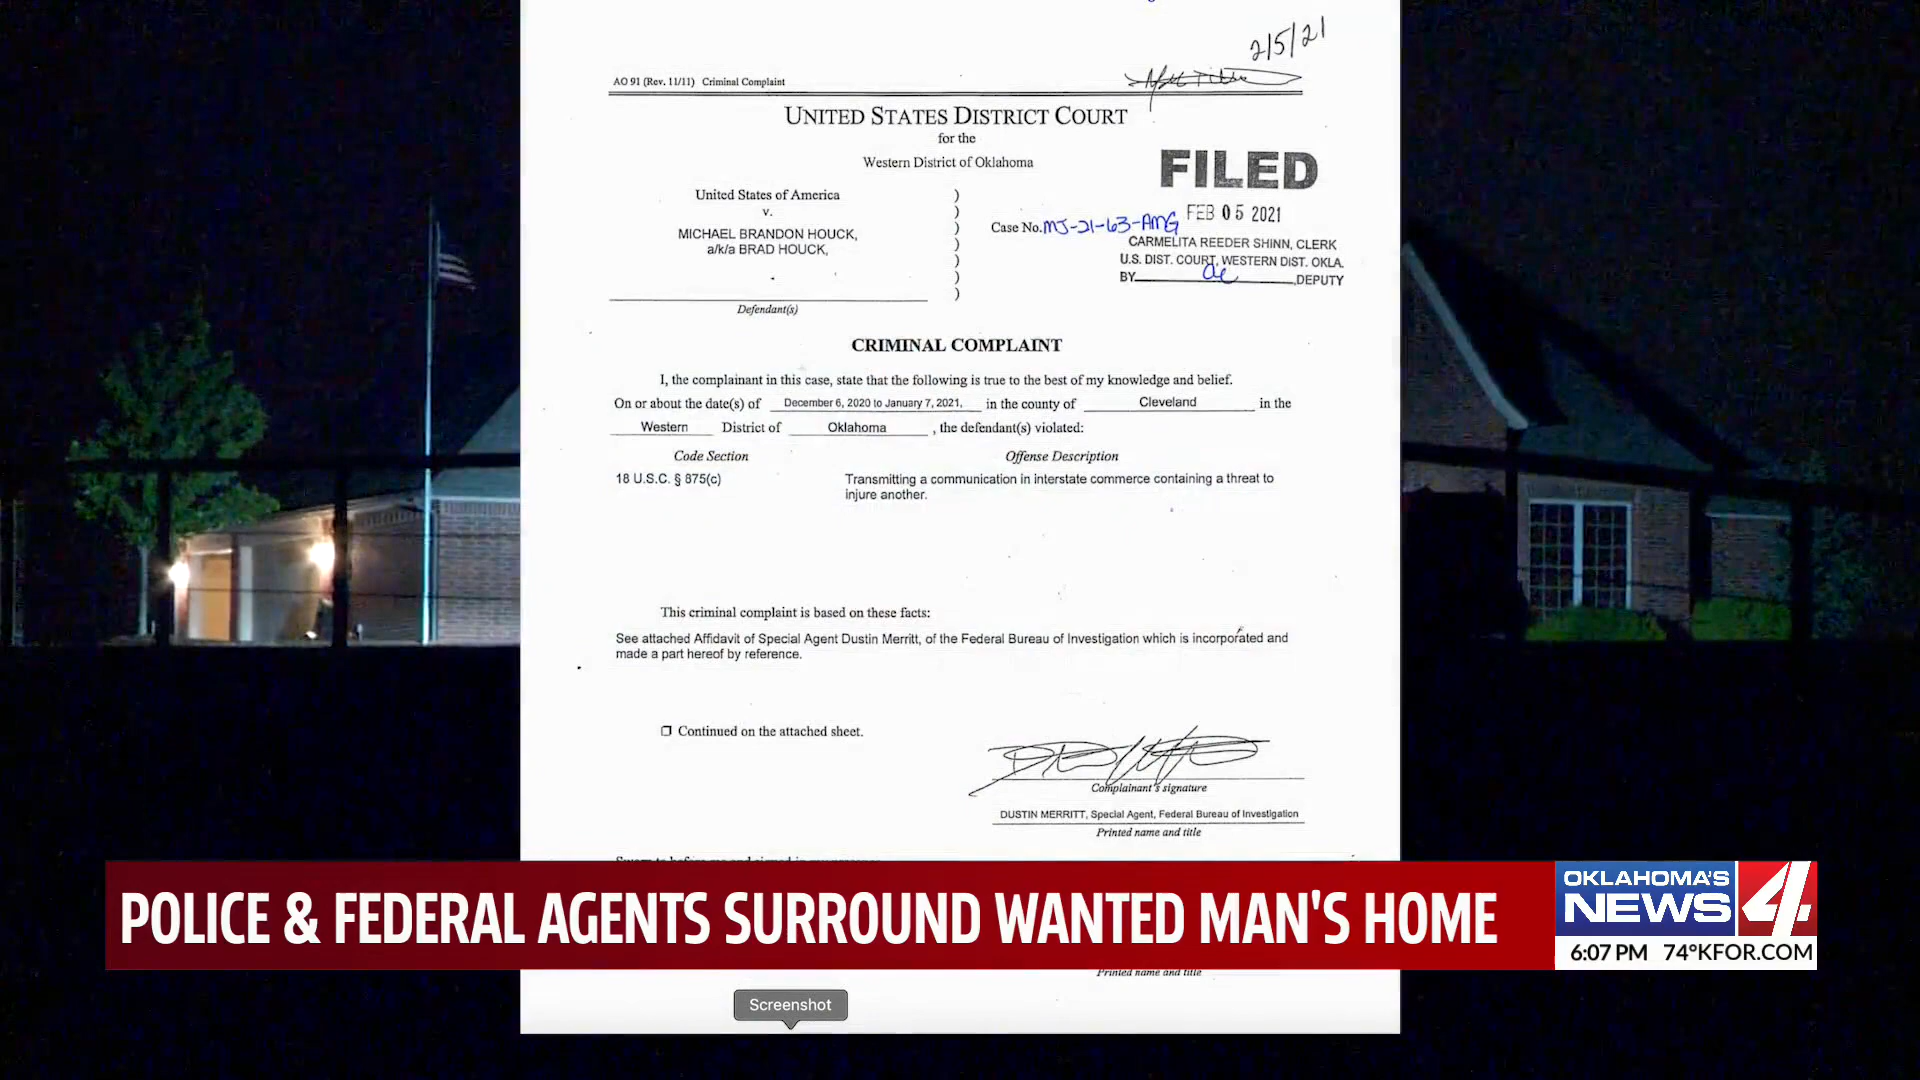 2/5/21
AO 91 (Rev. 11/11) Criminal Complaint
UNITED STATES DISTRICT COURT
for the
Western District of Oklahoma
FILED
FEB 05 2021
CARMELITA REEDER SHINN, CLERK
U.S. DIST. COURT, WESTERN DIST. OKLA.
BY ,DEPUTY
United States of America
v.
MICHAEL BRANDON HOUCK,
a/k/a BRAD HOUCK,
Defendant(s)
)
)
)
)
)
)
)
Case No. MJ-21-63-AMG
CRIMINAL COMPLAINT
I, the complainant in this case, state that the following is true to the best of my knowledge and belief.
On or about the date(s) of December 6, 2020 to January 7, 2021, in the county of Cleveland in the
Western District of Oklahoma , the defendant(s) violated:
Code Section Offense Description
18 U.S.C. § 875(c) Transmitting a communication in interstate commerce containing a threat to
injure another.
This criminal complaint is based on these facts:
See attached Affidavit of Special Agent Dustin Merritt, of the Federal Bureau of Investigation which is incorporated and
made a part hereof by reference.
Continued on the attached sheet.
Complainant's signature
DUSTIN MERRITT, Special Agent, Federal Bureau of Investigation
Printed name and title
POLICE & FEDERAL AGENTS SURROUND WANTED MAN'S HOME
OKLAHOMA'S
NEWS 4
6:07 PM 74° KFOR.COM
Printed name and title
Screenshot